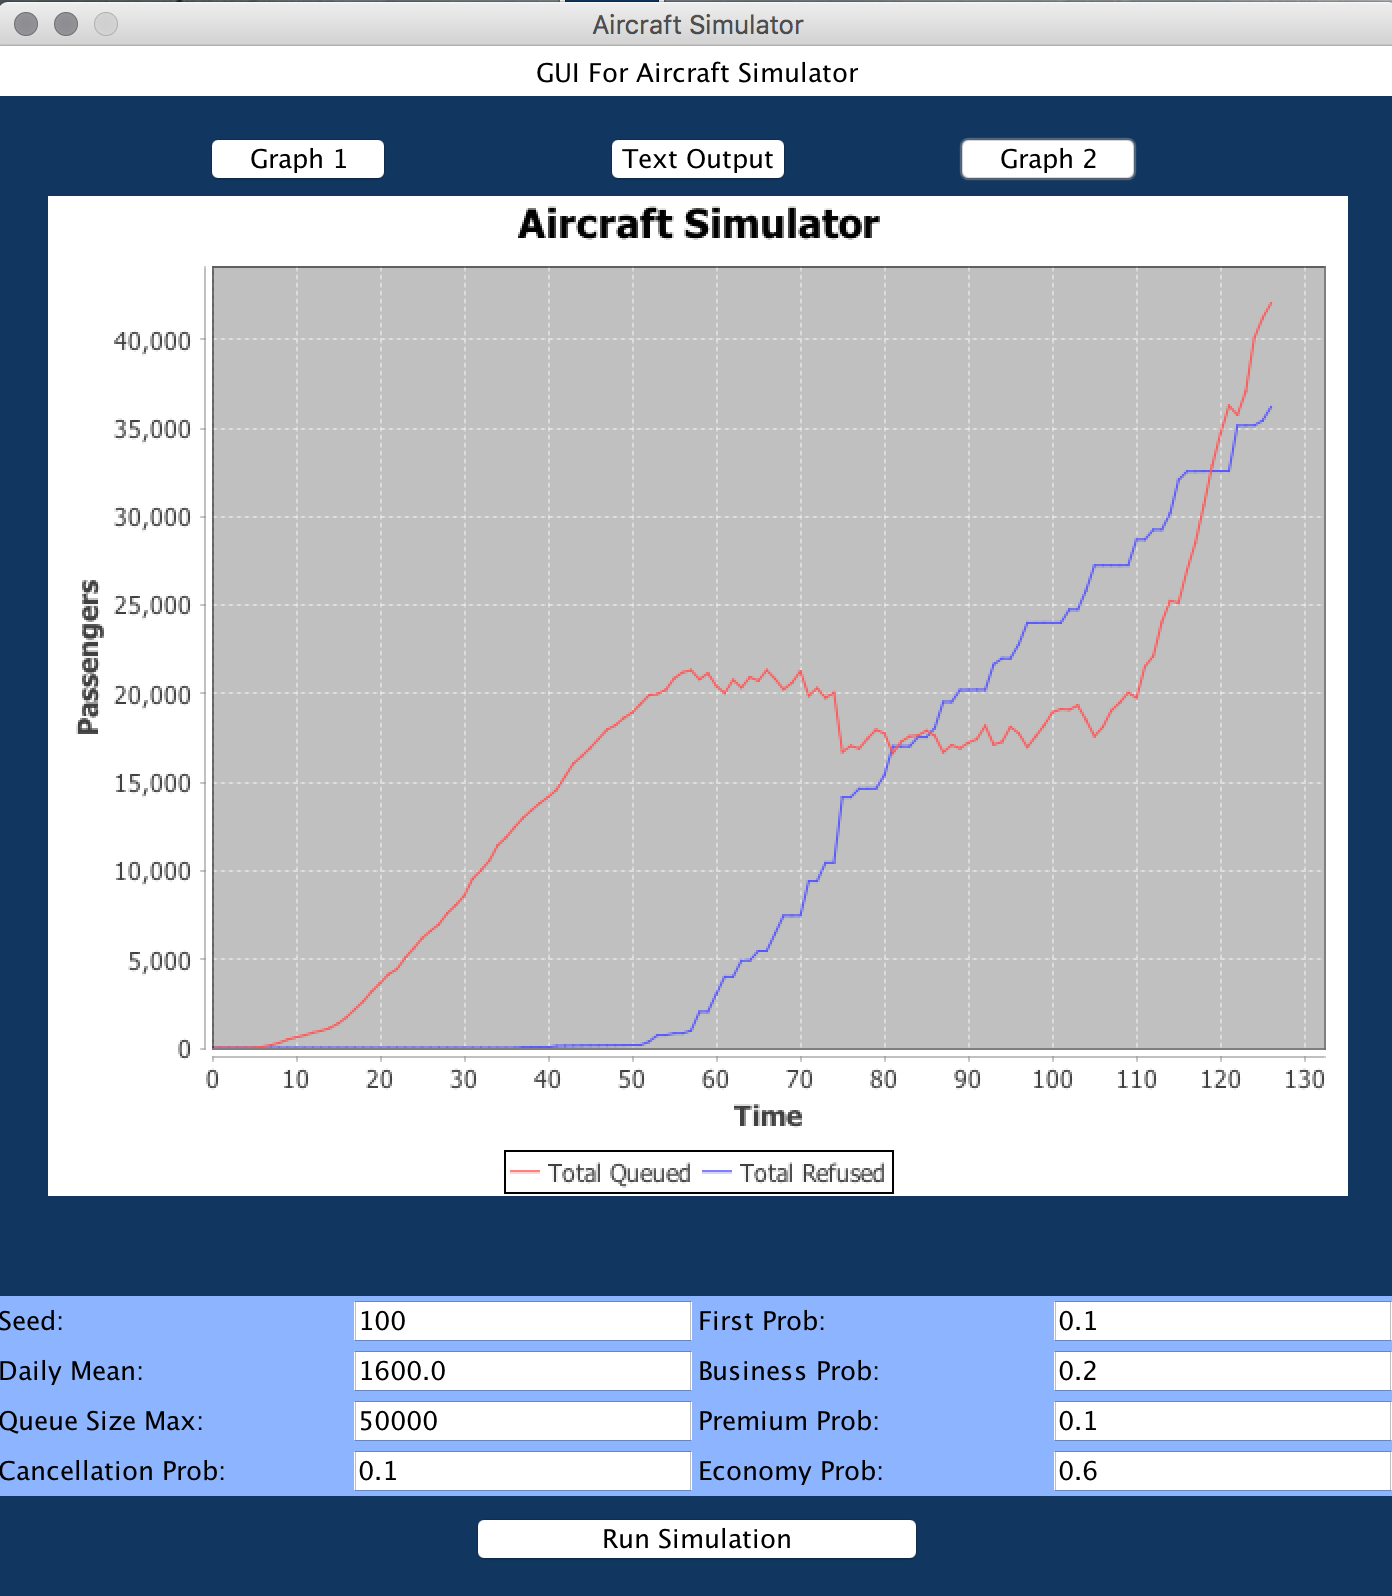 Aircraft Simulator
GUI For Aircraft Simulator
Graph 1 Text Output Graph 2
Aircraft Simulator
40,000
35,000
30,000
25,000
20,000
15,000
10,000
5,000
0
Passengers
0 10 20 30 40 50 60 70 80 90 100 110 120 130
Time
Total Queued Total Refused
Seed: 100 First Prob: 0.1
Daily Mean: 1600.0 Business Prob: 0.2
Queue Size Max: 50000 Premium Prob: 0.1
Cancellation Prob: 0.1 Economy Prob: 0.6
Run Simulation